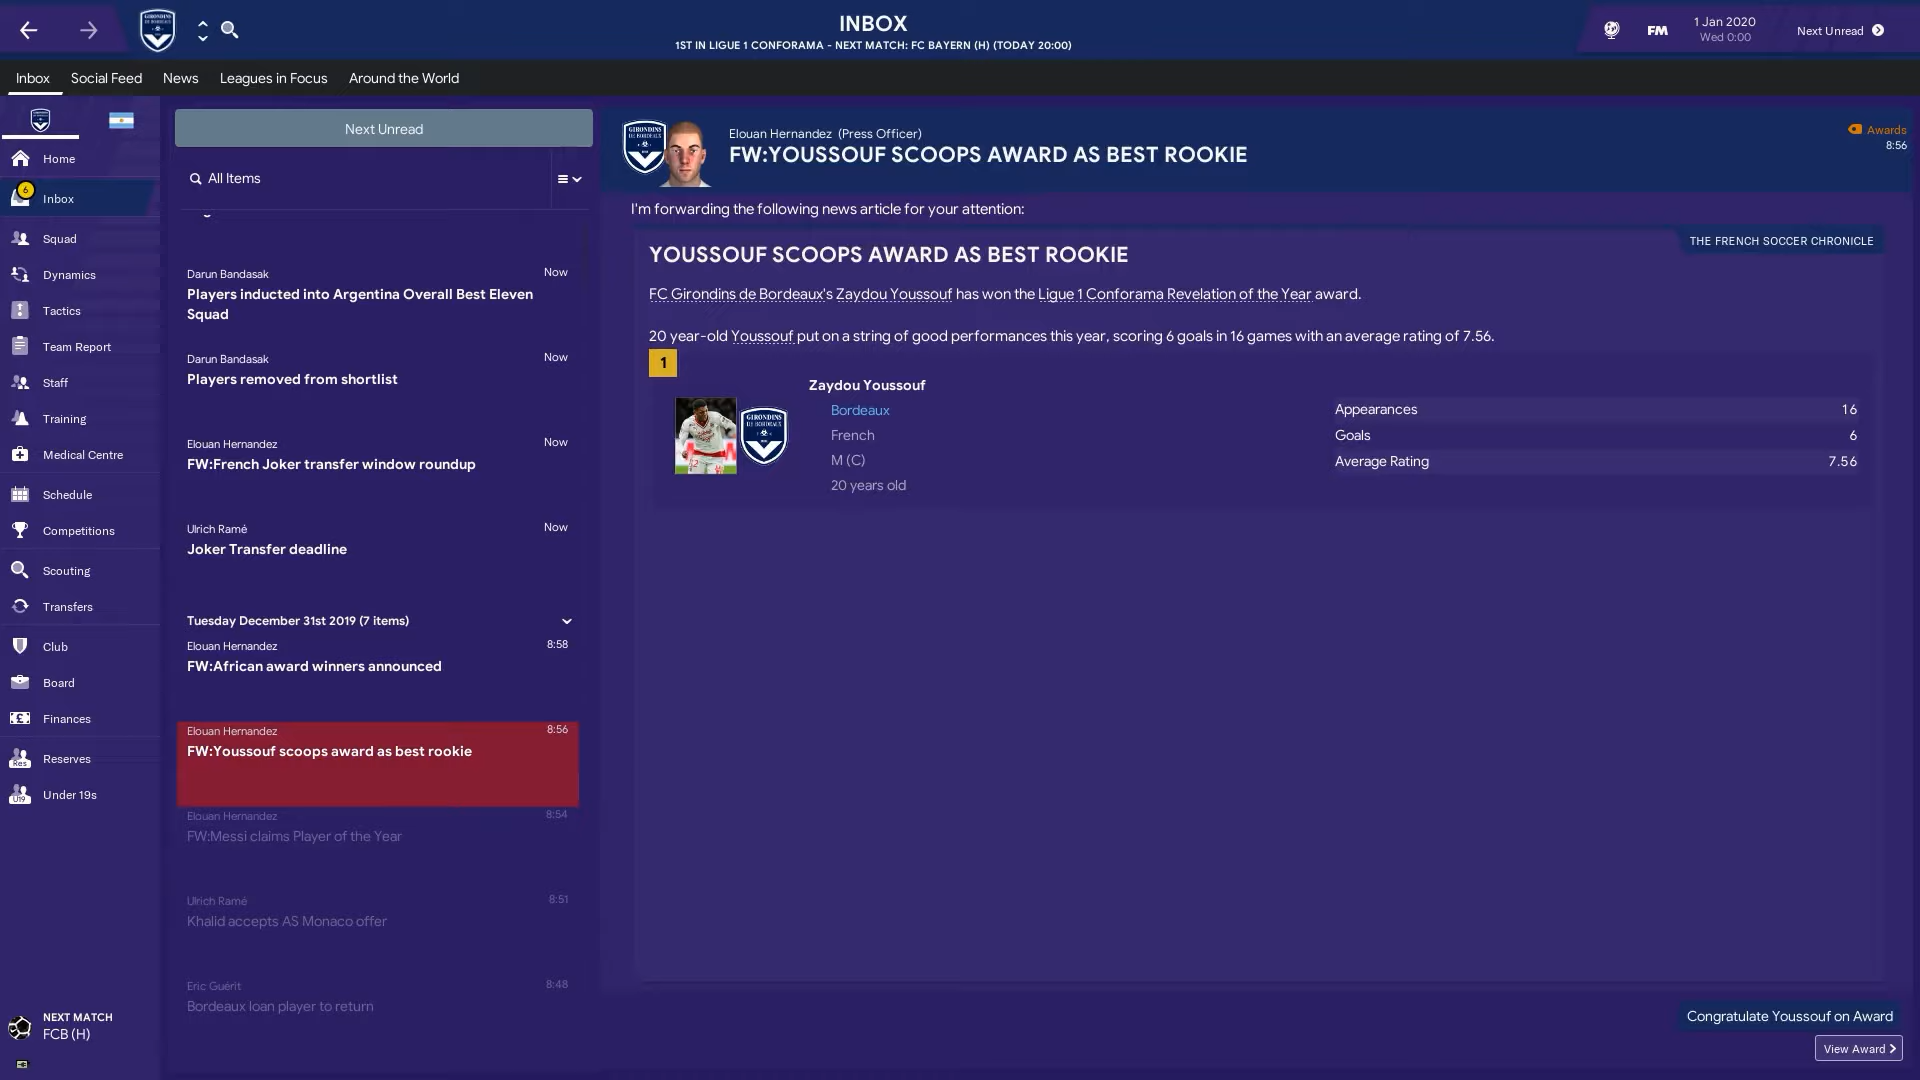 INBOX
1ST IN LIGUE 1 CONFORAMA - NEXT MATCH: FC BAYERN (H) (TODAY 20:00)
FM
1 Jan 2020
Wed 0:00
Next Unread
Inbox
Social Feed
News
Leagues in Focus
Around the World
Home
6
Inbox
Squad
Dynamics
Tactics
Team Report
Staff
Training
Medical Centre
Schedule
Competitions
Scouting
Transfers
Club
Board
Finances
Res
Reserves
U19
Under 19s
NEXT MATCH
FCB (H)
Next Unread
All Items
Darun Bandasak
Now
Players inducted into Argentina Overall Best Eleven
Squad
Darun Bandasak
Now
Players removed from shortlist
Elouan Hernandez
Now
FW:French Joker transfer window roundup
Ulrich Ramé
Now
Joker Transfer deadline
Tuesday December 31st 2019 (7 items)
Elouan Hernandez
8:58
FW:African award winners announced
Elouan Hernandez
8:56
FW:Youssouf scoops award as best rookie
Elouan Hernandez
8:54
FW:Messi claims Player of the Year
Ulrich Ramé
8:51
Khalid accepts AS Monaco offer
Eric Guérit
8:48
Bordeaux loan player to return
GIRONDINS
DE BORDEAUX
Elouan Hernandez (Press Officer)
FW:YOUSSOUF SCOOPS AWARD AS BEST ROOKIE
Awards
8:56
I'm forwarding the following news article for your attention:
THE FRENCH SOCCER CHRONICLE
YOUSSOUF SCOOPS AWARD AS BEST ROOKIE
FC Girondins de Bordeaux's Zaydou Youssouf has won the Ligue 1 Conforama Revelation of the Year award.
20 year-old Youssouf put on a string of good performances this year, scoring 6 goals in 16 games with an average rating of 7.56.
1
Zaydou Youssouf
Bordeaux
French
M (C)
20 years old
GIRONDINS
DE BORDEAUX
Appearances 16
Goals 6
Average Rating 7.56
Congratulate Youssouf on Award
View Award